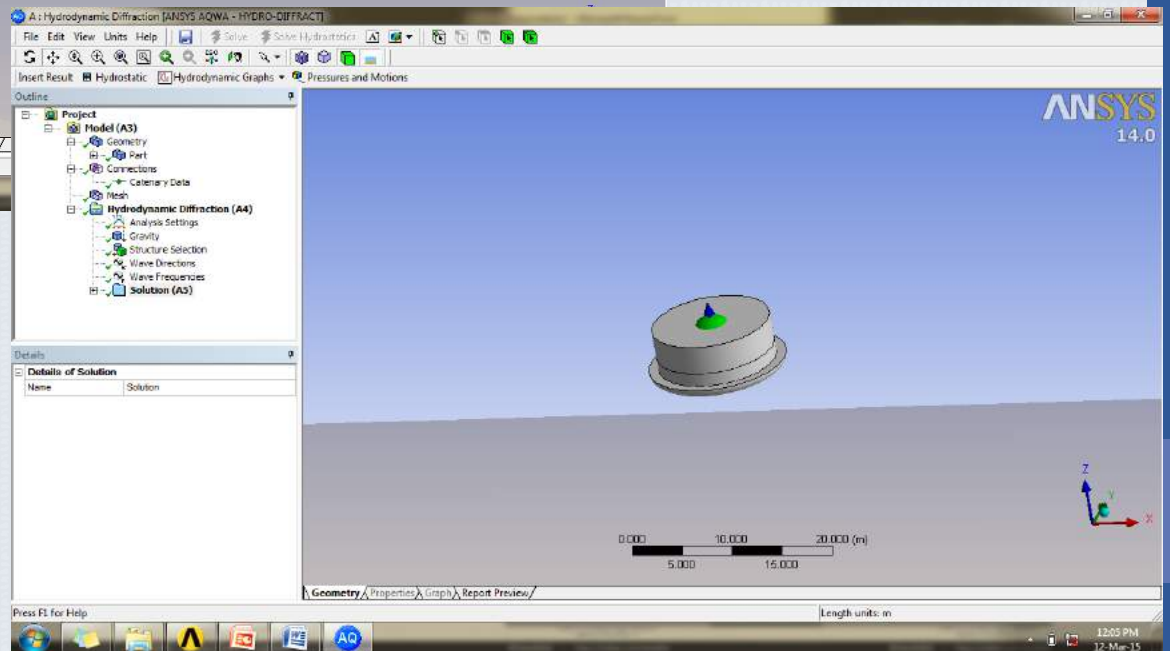 A : Hydrodynamic Diffraction [ANSYS AQWA - HYDRO-DIFFRACT]
File Edit View Units Help Solve Solve Hydrostatics
Insert Result Hydrostatic Hydrodynamic Graphs Pressures and Motions
Outline
Project
Model (A3)
Geometry
Part
Connections
Catenary Data
Mesh
Hydrodynamic Diffraction (A4)
Analysis Settings
Gravity
Structure Selection
Wave Directions
Wave Frequencies
Solution (A5)
Details
Details of Solution
Name Solution
ANSYS
14.0
Z
Y
X
0.000 10.000 20.000 (m)
5.000 15.000
Geometry Properties Graph Report Preview
Press F1 for Help
Length units: m
AQ
12:05 PM
12-Mar-15